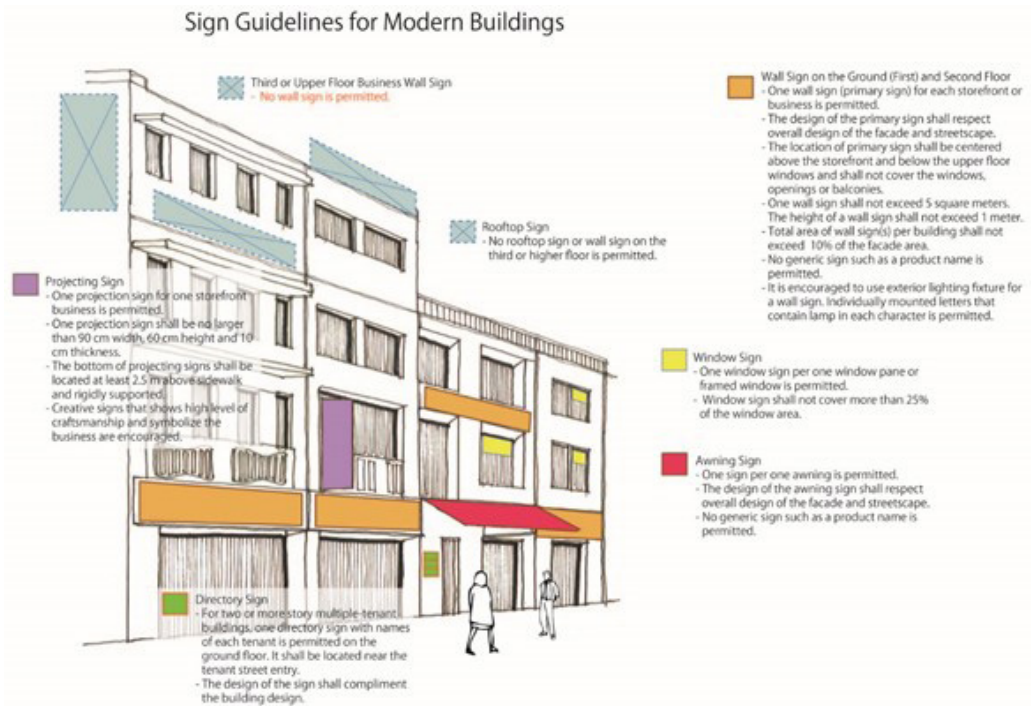 Sign Guidelines for Modern Buildings
Third or Upper Floor Business Wall Sign
- No wall sign is permitted.
Wall Sign on the Ground (First) and Second Floor
- One wall sign (primary sign) for each storefront or
business is permitted.
- The design of the primary sign shall respect
overall design of the facade and streetscape.
- The location of primary sign shall be centered
above the storefront and below the upper floor
windows and shall not cover the windows,
openings or balconies.
- One wall sign shall not exceed 5 square meters.
The height of a wall sign shall not exceed 1 meter.
- Total area of wall sign(s) per building shall not
exceed 10% of the facade area.
- No generic sign such as a product name is
permitted.
- It is encouraged to use exterior lighting fixture for
a wall sign. Individually mounted letters that
contain lamp in each character is permitted.
Rooftop Sign
- No rooftop sign or wall sign on the
third or higher floor is permitted.
Projecting Sign
- One projection sign for one storefront
business is permitted.
- One projection sign shall be no larger
than 90 cm width, 60 cm height and 10
cm thickness.
- The bottom of projecting signs shall be
located at least 2.5 m above sidewalk
and rigidly supported.
- Creative signs that shows high level of
craftsmanship and symbolize the
business are encouraged.
Window Sign
- One window sign per one window pane or
framed window is permitted.
- Window sign shall not cover more than 25%
of the window area.
Awning Sign
- One sign per one awning is permitted.
- The design of the awning sign shall respect
overall design of the facade and streetscape.
- No generic sign such as a product name is
permitted.
Directory Sign
- For two or more story multiple-tenant
buildings, one directory sign with names
of each tenant is permitted on the
ground floor. It shall be located near the
tenant street entry.
- The design of the sign shall compliment
the building design.